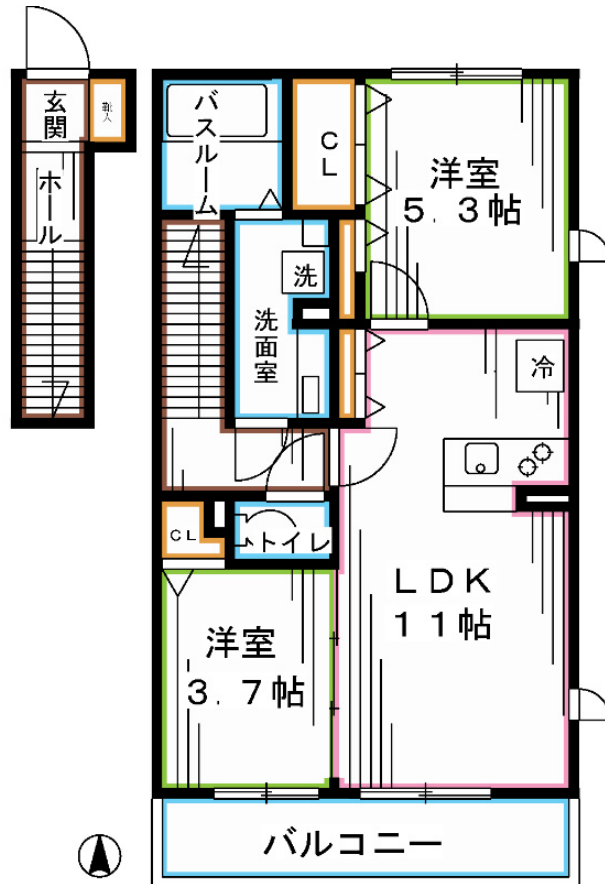 玄関
靴入
ホール
バスルーム
CL
洋室
5.3帖
洗
洗面室
冷
CL
トイレ
LDK
11帖
洋室
3.7帖
バルコニー